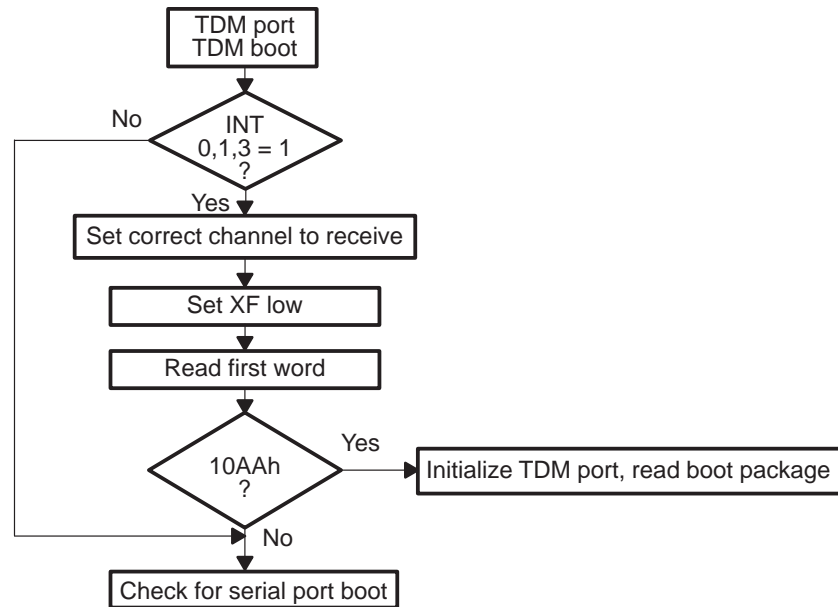 TDM port
TDM boot
No
INT
0,1,3 = 1
?
Yes
Set correct channel to receive
Set XF low
Read first word
Yes
10AAh
?
Initialize TDM port, read boot package
No
Check for serial port boot